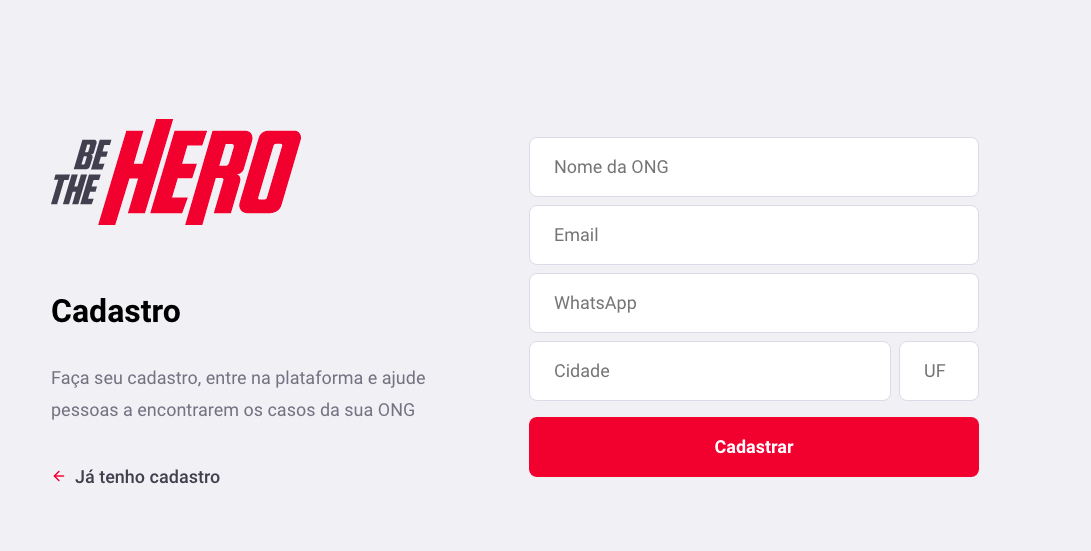 BE
THE
HERO
Cadastro
Faça seu cadastro, entre na plataforma e ajude
pessoas a encontrarem os casos da sua ONG
Já tenho cadastro
Nome da ONG
Email
WhatsApp
Cidade
UF
Cadastrar